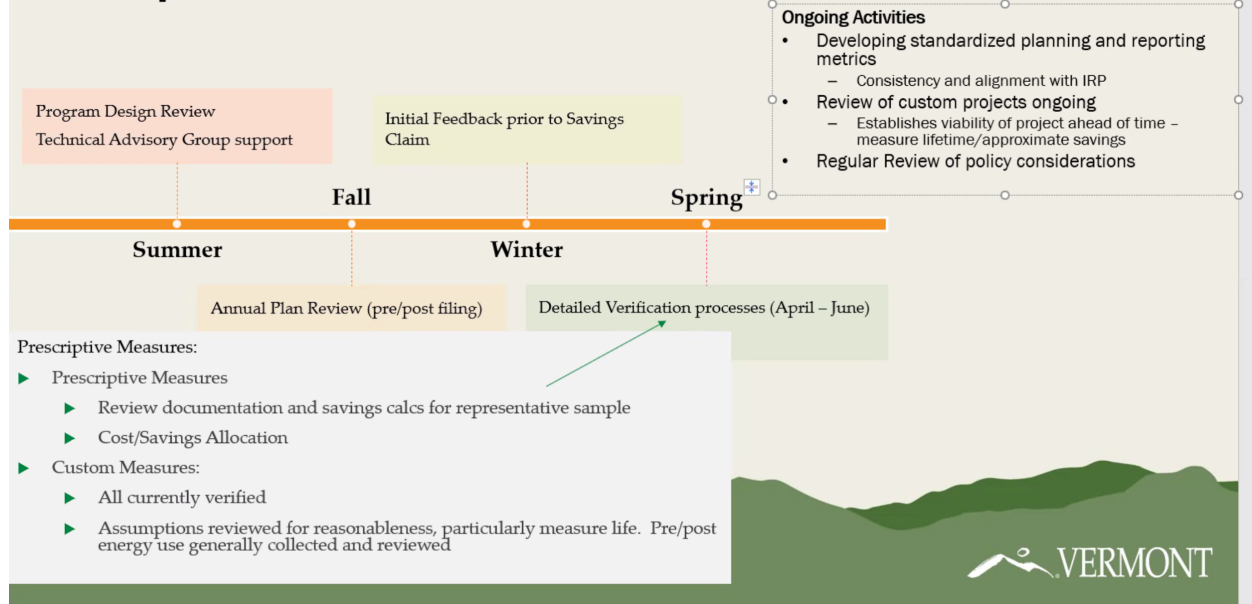 Ongoing Activities
• Developing standardized planning and reporting
metrics
– Consistency and alignment with IRP
• Review of custom projects ongoing
– Establishes viability of project ahead of time –
measure lifetime/approximate savings
• Regular Review of policy considerations
Program Design Review
Technical Advisory Group support
Initial Feedback prior to Savings
Claim
Fall
Spring
Summer
Winter
Annual Plan Review (pre/post filing)
Detailed Verification processes (April – June)
Prescriptive Measures:
Prescriptive Measures
Review documentation and savings calcs for representative sample
Cost/Savings Allocation
Custom Measures:
All currently verified
Assumptions reviewed for reasonableness, particularly measure life. Pre/post
energy use generally collected and reviewed
VERMONT